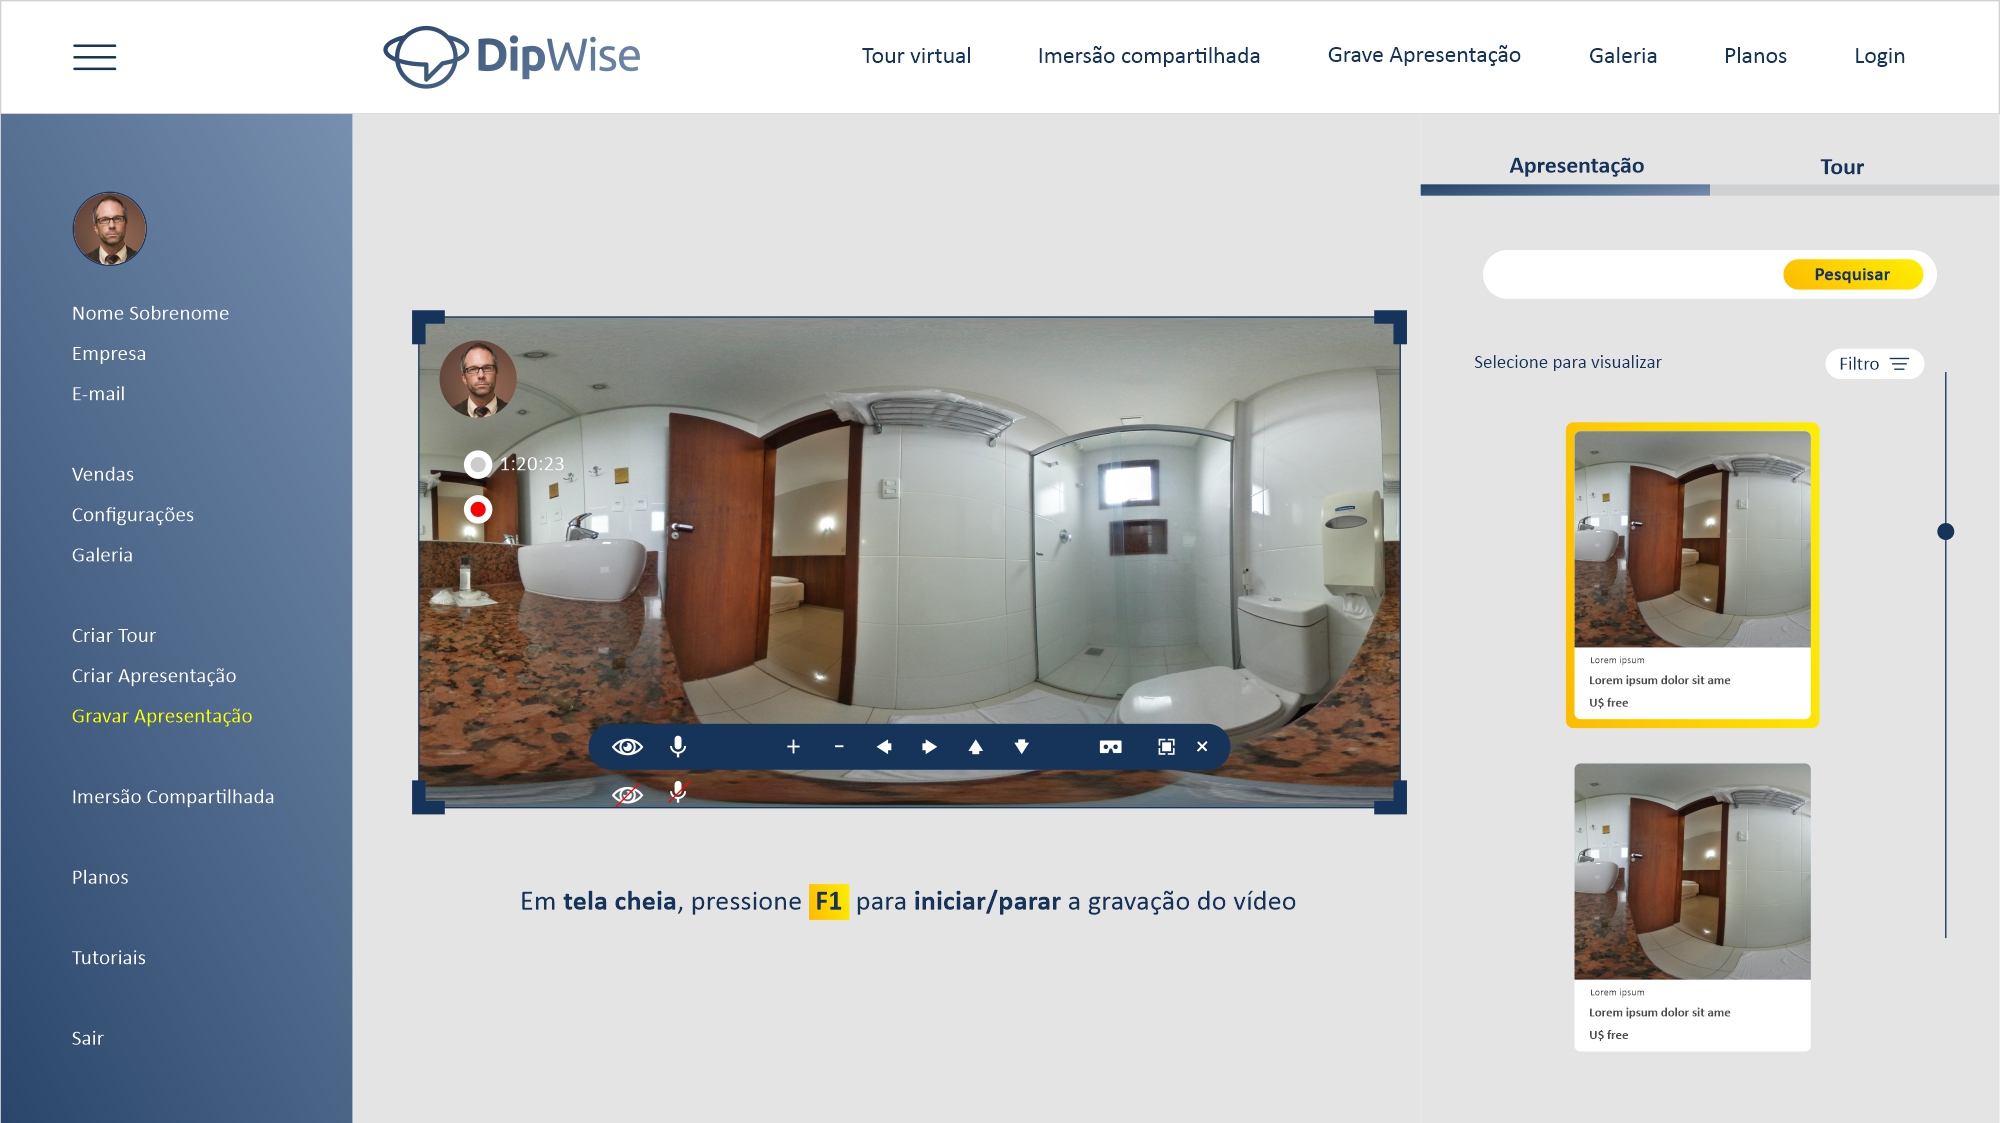 DipWise
Tour virtual
Imersão compartilhada
Grave Apresentação
Galeria
Planos
Login
Nome Sobrenome
Empresa
E-mail
Vendas
Configurações
Galeria
Criar Tour
Criar Apresentação
Gravar Apresentação
Imersão Compartilhada
Planos
Tutoriais
Sair
1:20:23
Em tela cheia, pressione F1 para iniciar/parar a gravação do vídeo
Apresentação
Tour
Pesquisar
Selecione para visualizar
Filtro
Lorem ipsum
Lorem ipsum dolor sit ame
U$ free
Lorem ipsum
Lorem ipsum dolor sit ame
U$ free